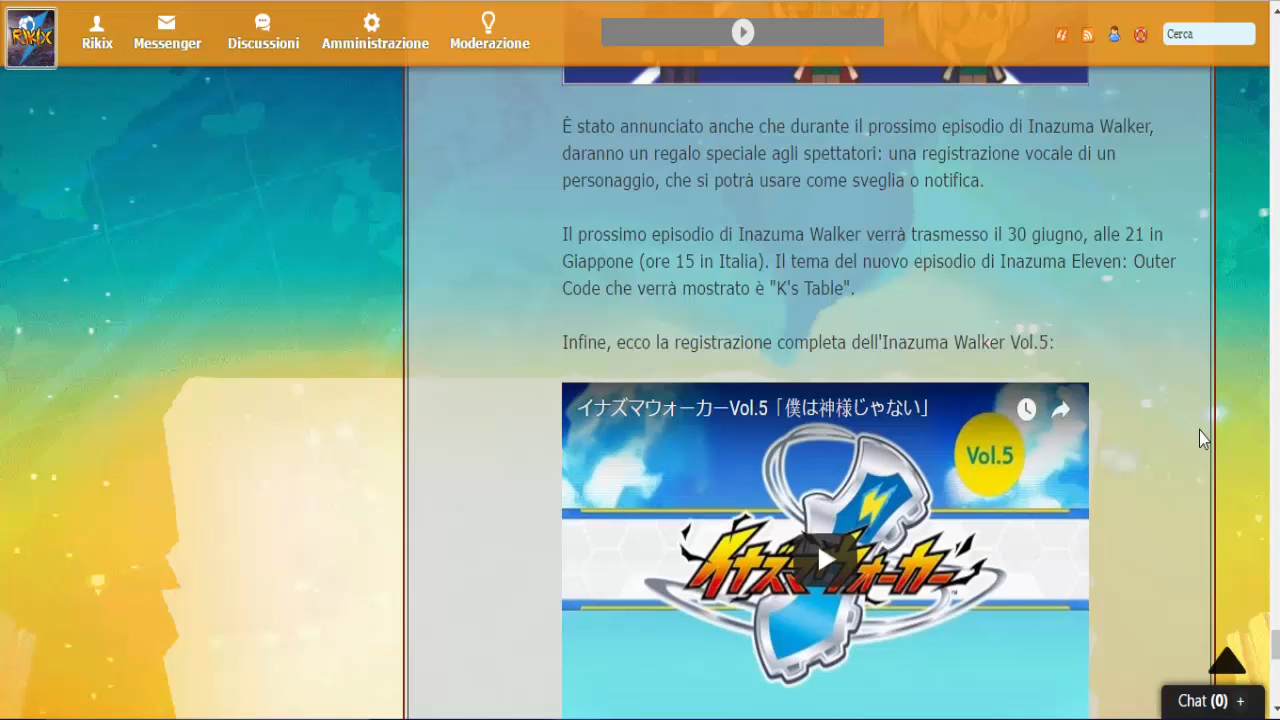 RIKIX
Rikix
Messenger
Discussioni
Amministrazione
Moderazione
Cerca
È stato annunciato anche che durante il prossimo episodio di Inazuma Walker,
daranno un regalo speciale agli spettatori: una registrazione vocale di un
personaggio, che si potrà usare come sveglia o notifica.
Il prossimo episodio di Inazuma Walker verrà trasmesso il 30 giugno, alle 21 in
Giappone (ore 15 in Italia). Il tema del nuovo episodio di Inazuma Eleven: Outer
Code che verrà mostrato è "K's Table".
Infine, ecco la registrazione completa dell'Inazuma Walker Vol.5:
イナズマウォーカーVol.5「僕は神様じゃない」
Vol.5
イナズマウォーカー
Chat (0) +